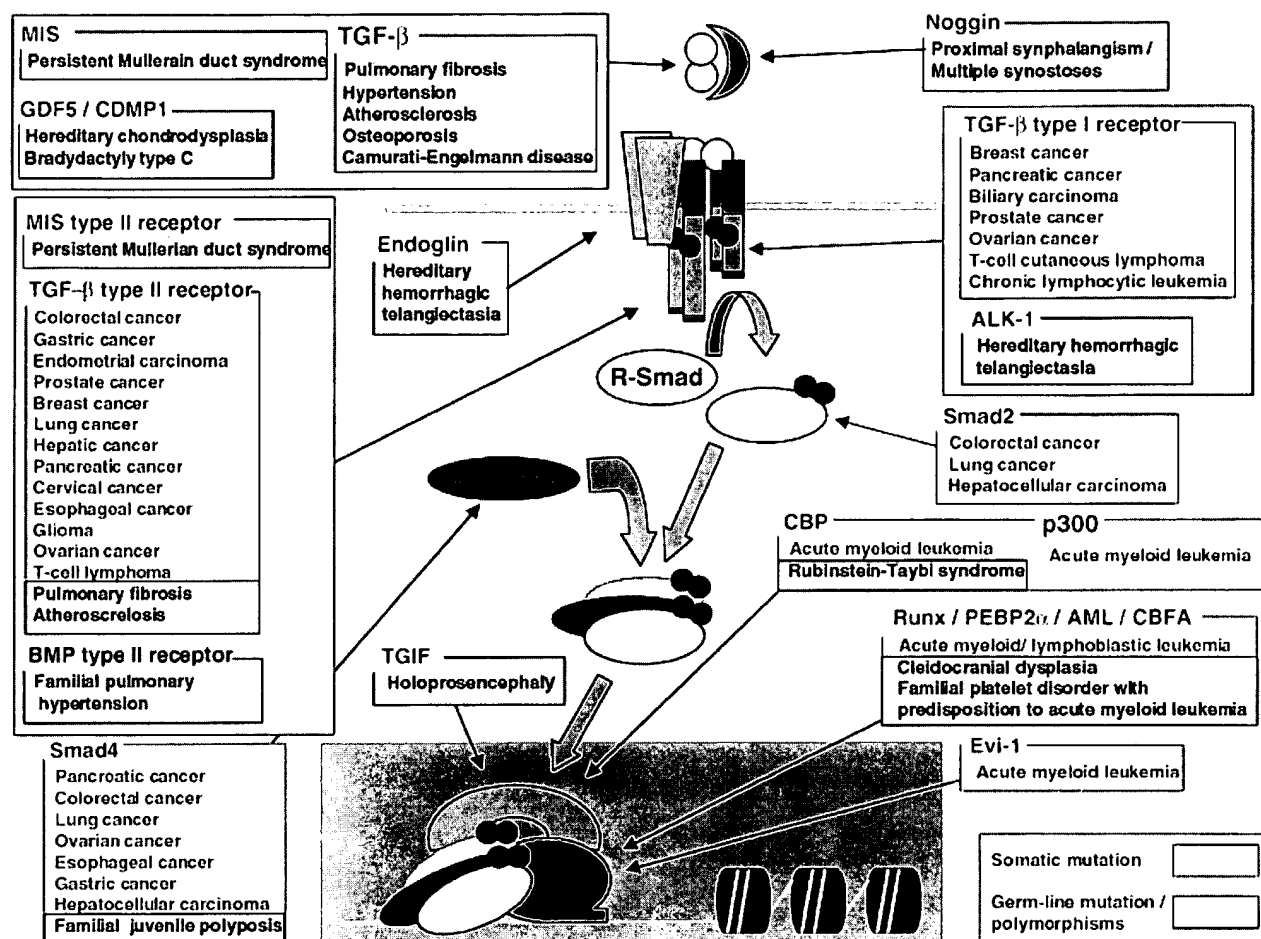 MIS
Persistent Mullerain duct syndrome
GDF5 / CDMP1
Hereditary chondrodysplasia
Bradydactyly type C
TGF-β
Pulmonary fibrosis
Hypertension
Atherosclerosis
Osteoporosis
Camurati-Engelmann disease
Noggin
Proximal synphalangism /
Multiple synostoses
TGF-β type I receptor
Breast cancer
Pancreatic cancer
Biliary carcinoma
Prostate cancer
Ovarian cancer
T-cell cutaneous lymphoma
Chronic lymphocytic leukemia
ALK-1
Hereditary hemorrhagic
telangiectasia
MIS type II receptor
Persistent Mullerian duct syndrome
TGF-β type II receptor
Colorectal cancer
Gastric cancer
Endometrial carcinoma
Prostate cancer
Breast cancer
Lung cancer
Hepatic cancer
Pancreatic cancer
Cervical cancer
Esophageal cancer
Glioma
Ovarian cancer
T-cell lymphoma
Pulmonary fibrosis
Atheroscrelosis
BMP type II receptor
Familial pulmonary
hypertension
Endoglin
Hereditary
hemorrhagic
telangiectasia
R-Smad
Smad2
Colorectal cancer
Lung cancer
Hepatocellular carcinoma
CBP
Acute myeloid leukemia
Rubinstein-Taybi syndrome
p300
Acute myeloid leukemia
Runx / PEBP2α / AML / CBFA
Acute myeloid/ lymphoblastic leukemia
Cleidocranial dysplasia
Familial platelet disorder with
predisposition to acute myeloid leukemia
TGIF
Holoprosencephaly
Evi-1
Acute myeloid leukemia
Smad4
Pancreatic cancer
Colorectal cancer
Lung cancer
Ovarian cancer
Esophageal cancer
Gastric cancer
Hepatocellular carcinoma
Familial juvenile polyposis
Somatic mutation
Germ-line mutation /
polymorphisms